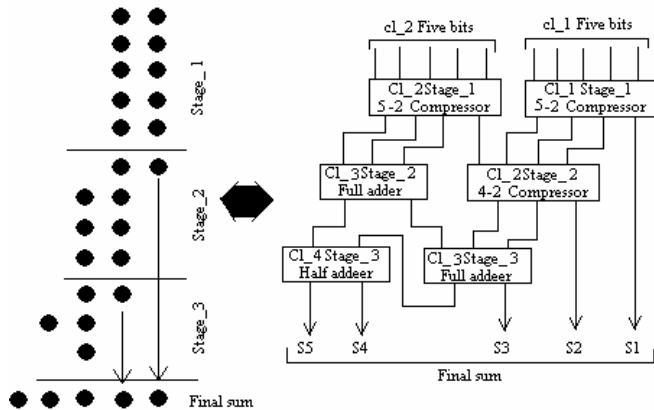 Stage_1
Stage_2
Stage_3
Final sum
cl_2 Five bits
cl_1 Five bits
Cl_2Stage_1
5-2 Compressor
Cl_1 Stage_1
5-2 Compressor
Cl_3Stage_2
Full adder
Cl_2Stage_2
4-2 Compressor
Cl_4Stage_3
Half addeer
Cl_3Stage_3
Full addeer
S5
S4
S3
S2
S1
Final sum